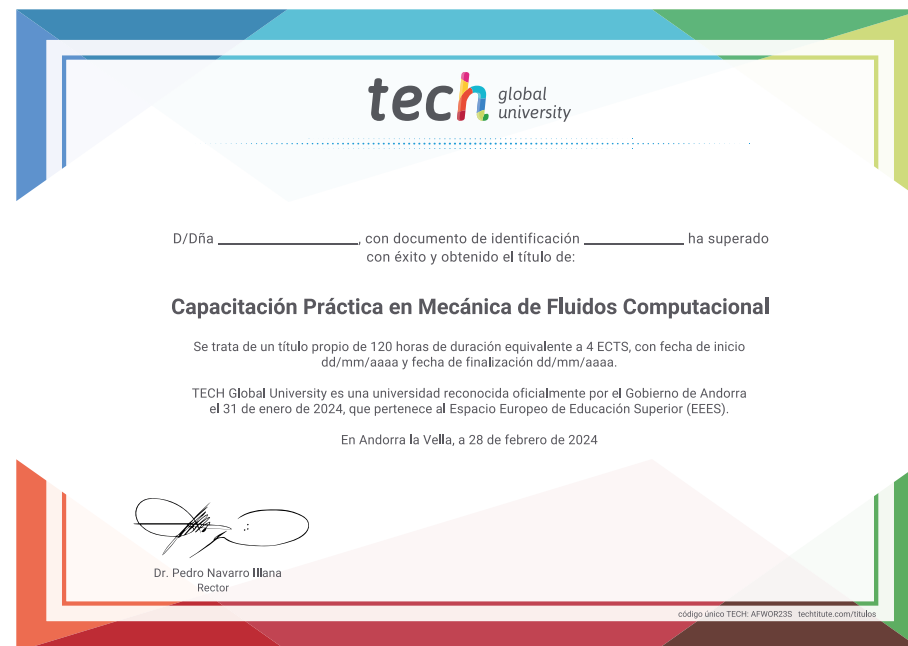 tech global university
D/Dña ____________, con documento de identificación ____________ ha superado
con éxito y obtenido el título de:
Capacitación Práctica en Mecánica de Fluidos Computacional
Se trata de un título propio de 120 horas de duración equivalente a 4 ECTS, con fecha de inicio
dd/mm/aaaa y fecha de finalización dd/mm/aaaa.
TECH Global University es una universidad reconocida oficialmente por el Gobierno de Andorra
el 31 de enero de 2024, que pertenece al Espacio Europeo de Educación Superior (EEES).
En Andorra la Vella, a 28 de febrero de 2024
Dr. Pedro Navarro Illana
Rector
código único TECH: AFWOR23S techtitute.com/titulos